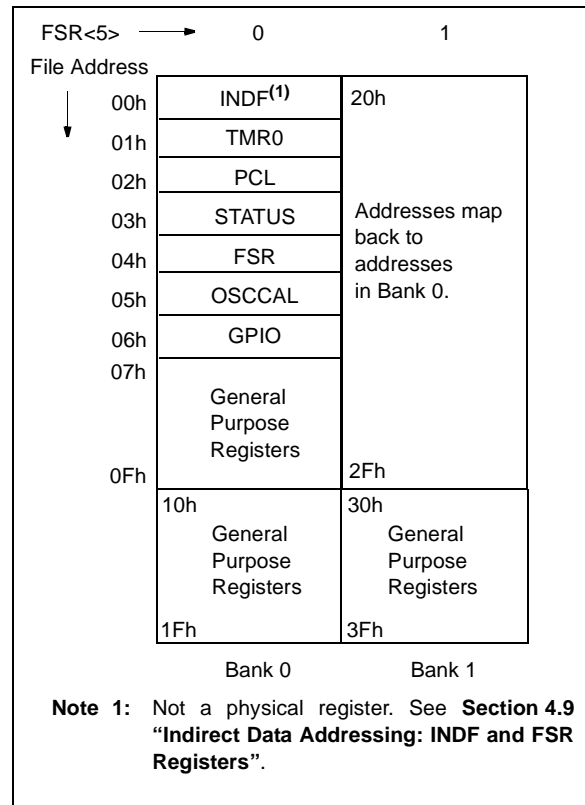 FSR<5> 0 1
File Address
00h INDF(1) 20h
01h TMR0
02h PCL
03h STATUS Addresses map
back to
04h FSR addresses
in Bank 0.
05h OSCCAL
06h GPIO
07h
General
Purpose
Registers
0Fh 2Fh
10h 30h
General General
Purpose Purpose
Registers Registers
1Fh 3Fh
Bank 0 Bank 1
Note 1: Not a physical register. See Section 4.9
“Indirect Data Addressing: INDF and FSR
Registers”.